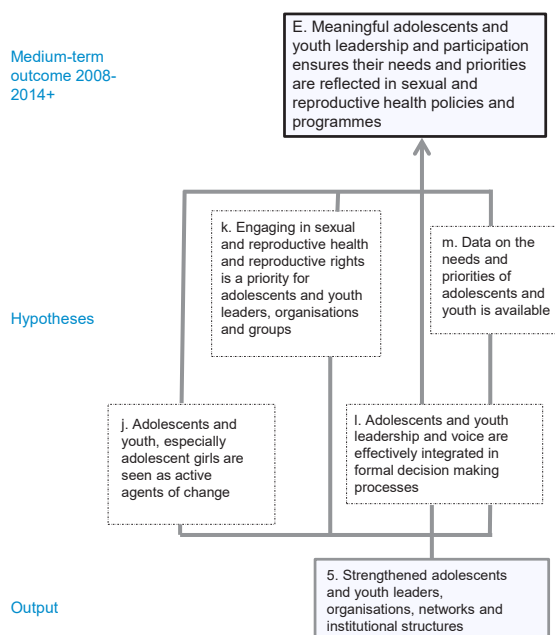 Medium-term
outcome 2008-
2014+
E. Meaningful adolescents and
youth leadership and participation
ensures their needs and priorities
are reflected in sexual and
reproductive health policies and
programmes
Hypotheses
k. Engaging in sexual
and reproductive health
and reproductive rights
is a priority for
adolescents and youth
leaders, organisations
and groups
m. Data on the
needs and
priorities of
adolescents and
youth is available
j. Adolescents and
youth, especially
adolescent girls are
seen as active
agents of change
l. Adolescents and youth
leadership and voice are
effectively integrated in
formal decision making
processes
Output
5. Strengthened adolescents
and youth leaders,
organisations, networks and
institutional structures